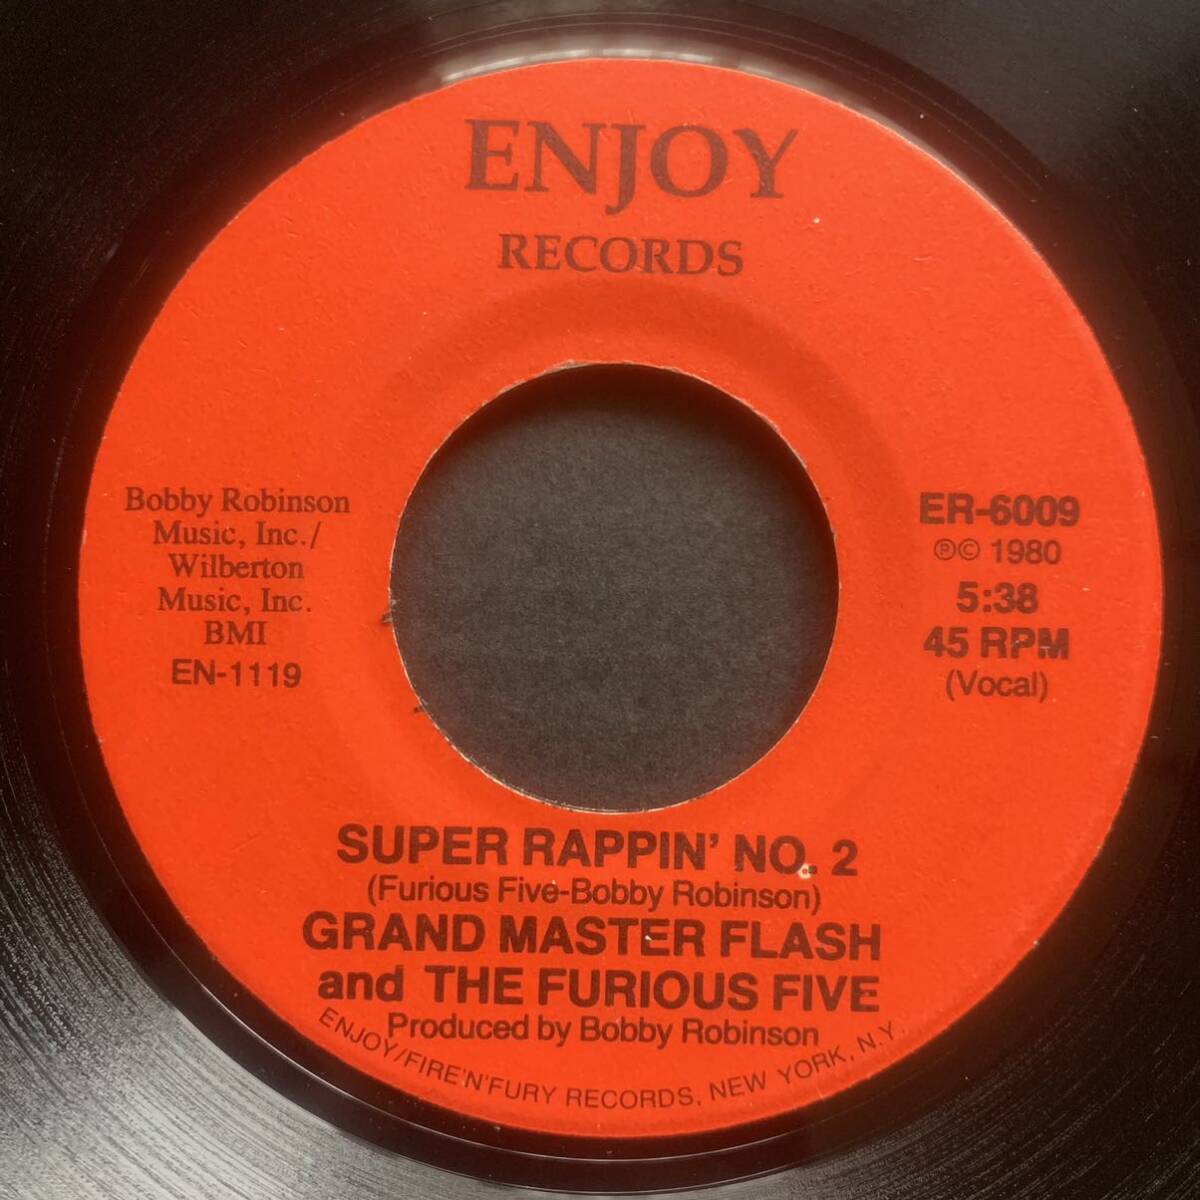 ENJOY
RECORDS
Bobby Robinson
Music, Inc./
Wilberton
Music, Inc.
BMI
EN-1119
ER-6009
℗© 1980
5:38
45 RPM
(Vocal)
SUPER RAPPIN' NO. 2
(Furious Five-Bobby Robinson)
GRAND MASTER FLASH
and THE FURIOUS FIVE
Produced by Bobby Robinson
ENJOY/FIRE'N'FURY RECORDS, NEW YORK, N.Y.